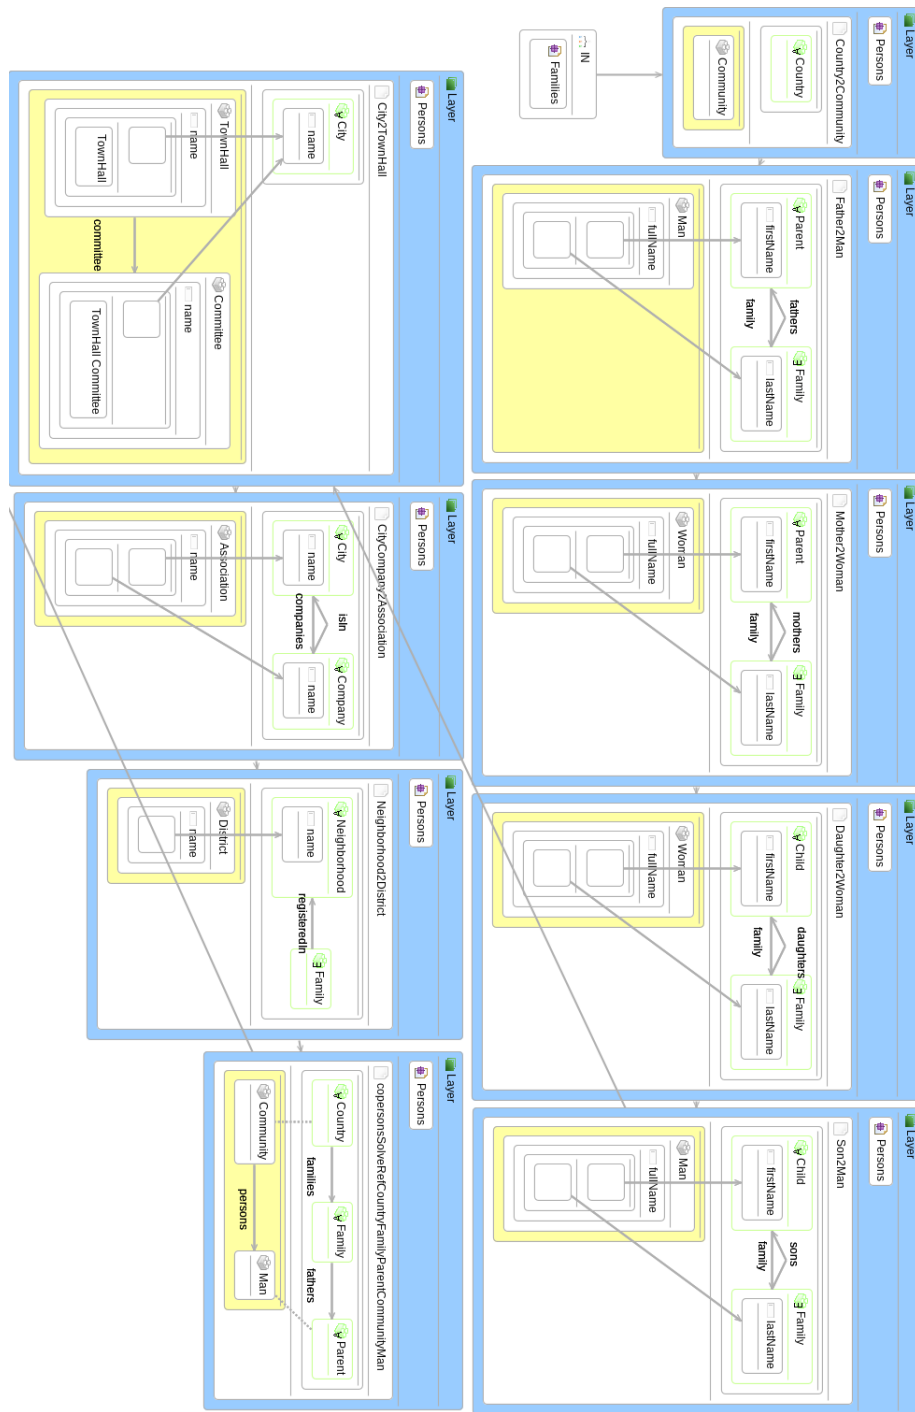 Layer
Persons
Country2Community
Country
Community
IN
Families
Layer
Persons
Father2Man
Parent
firstName
fathers
family
Family
lastName
Man
fullName
Layer
Persons
Mother2Woman
Parent
firstName
mothers
family
Family
lastName
Woman
fullName
Layer
Persons
Daughter2Woman
Child
firstName
daughters
family
Family
lastName
Woman
fullName
Layer
Persons
Son2Man
Child
firstName
sons
family
Family
lastName
Man
fullName
Layer
Persons
City2TownHall
City
name
TownHall
name
TownHall
committee
Committee
name
TownHall Committee
Layer
Persons
CityCompany2Association
City
name
isIn
companies
Company
name
Association
name
Layer
Persons
Neighborhood2District
Neighborhood
name
registeredIn
Family
District
name
Layer
Persons
copersonsSolveRefCountryFamilyParentCommunityMan
Country
families
Family
fathers
Parent
Community
persons
Man